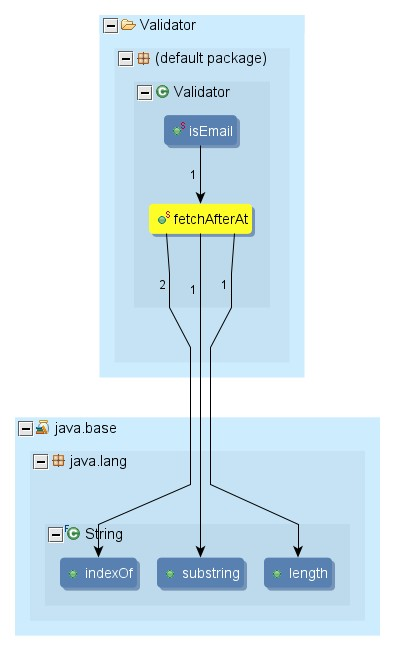 Validator
(default package)
Validator
isEmail
1
fetchAfterAt
2
1
1
java.base
java.lang
String
indexOf
substring
length